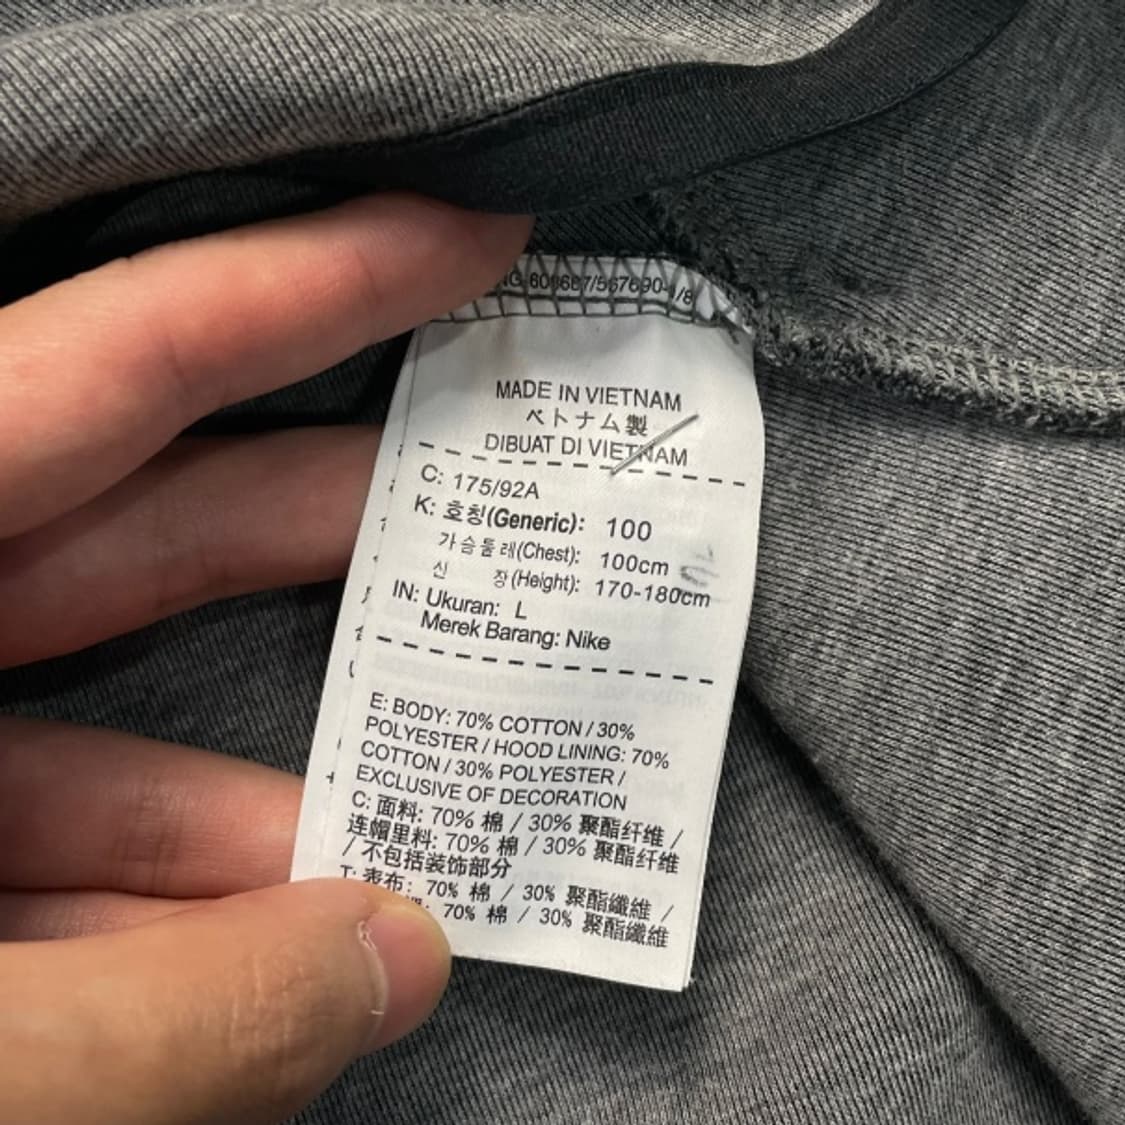 MADE IN VIETNAM
ベトナム製
DIBUAT DI VIETNAM
C: 175/92A
K: 호칭(Generic): 100
가슴둘레(Chest): 100cm
신 장(Height): 170-180cm
IN: Ukuran: L
Merek Barang: Nike
E: BODY: 70% COTTON / 30%
POLYESTER / HOOD LINING: 70%
COTTON / 30% POLYESTER /
EXCLUSIVE OF DECORATION
C: 面料: 70% 棉 / 30% 聚酯纤维 /
连帽里料: 70% 棉 / 30% 聚酯纤维
/ 不包括装饰部分
T: 表布: 70% 棉 / 30% 聚酯纖維 /
70% 棉 / 30% 聚酯纖維